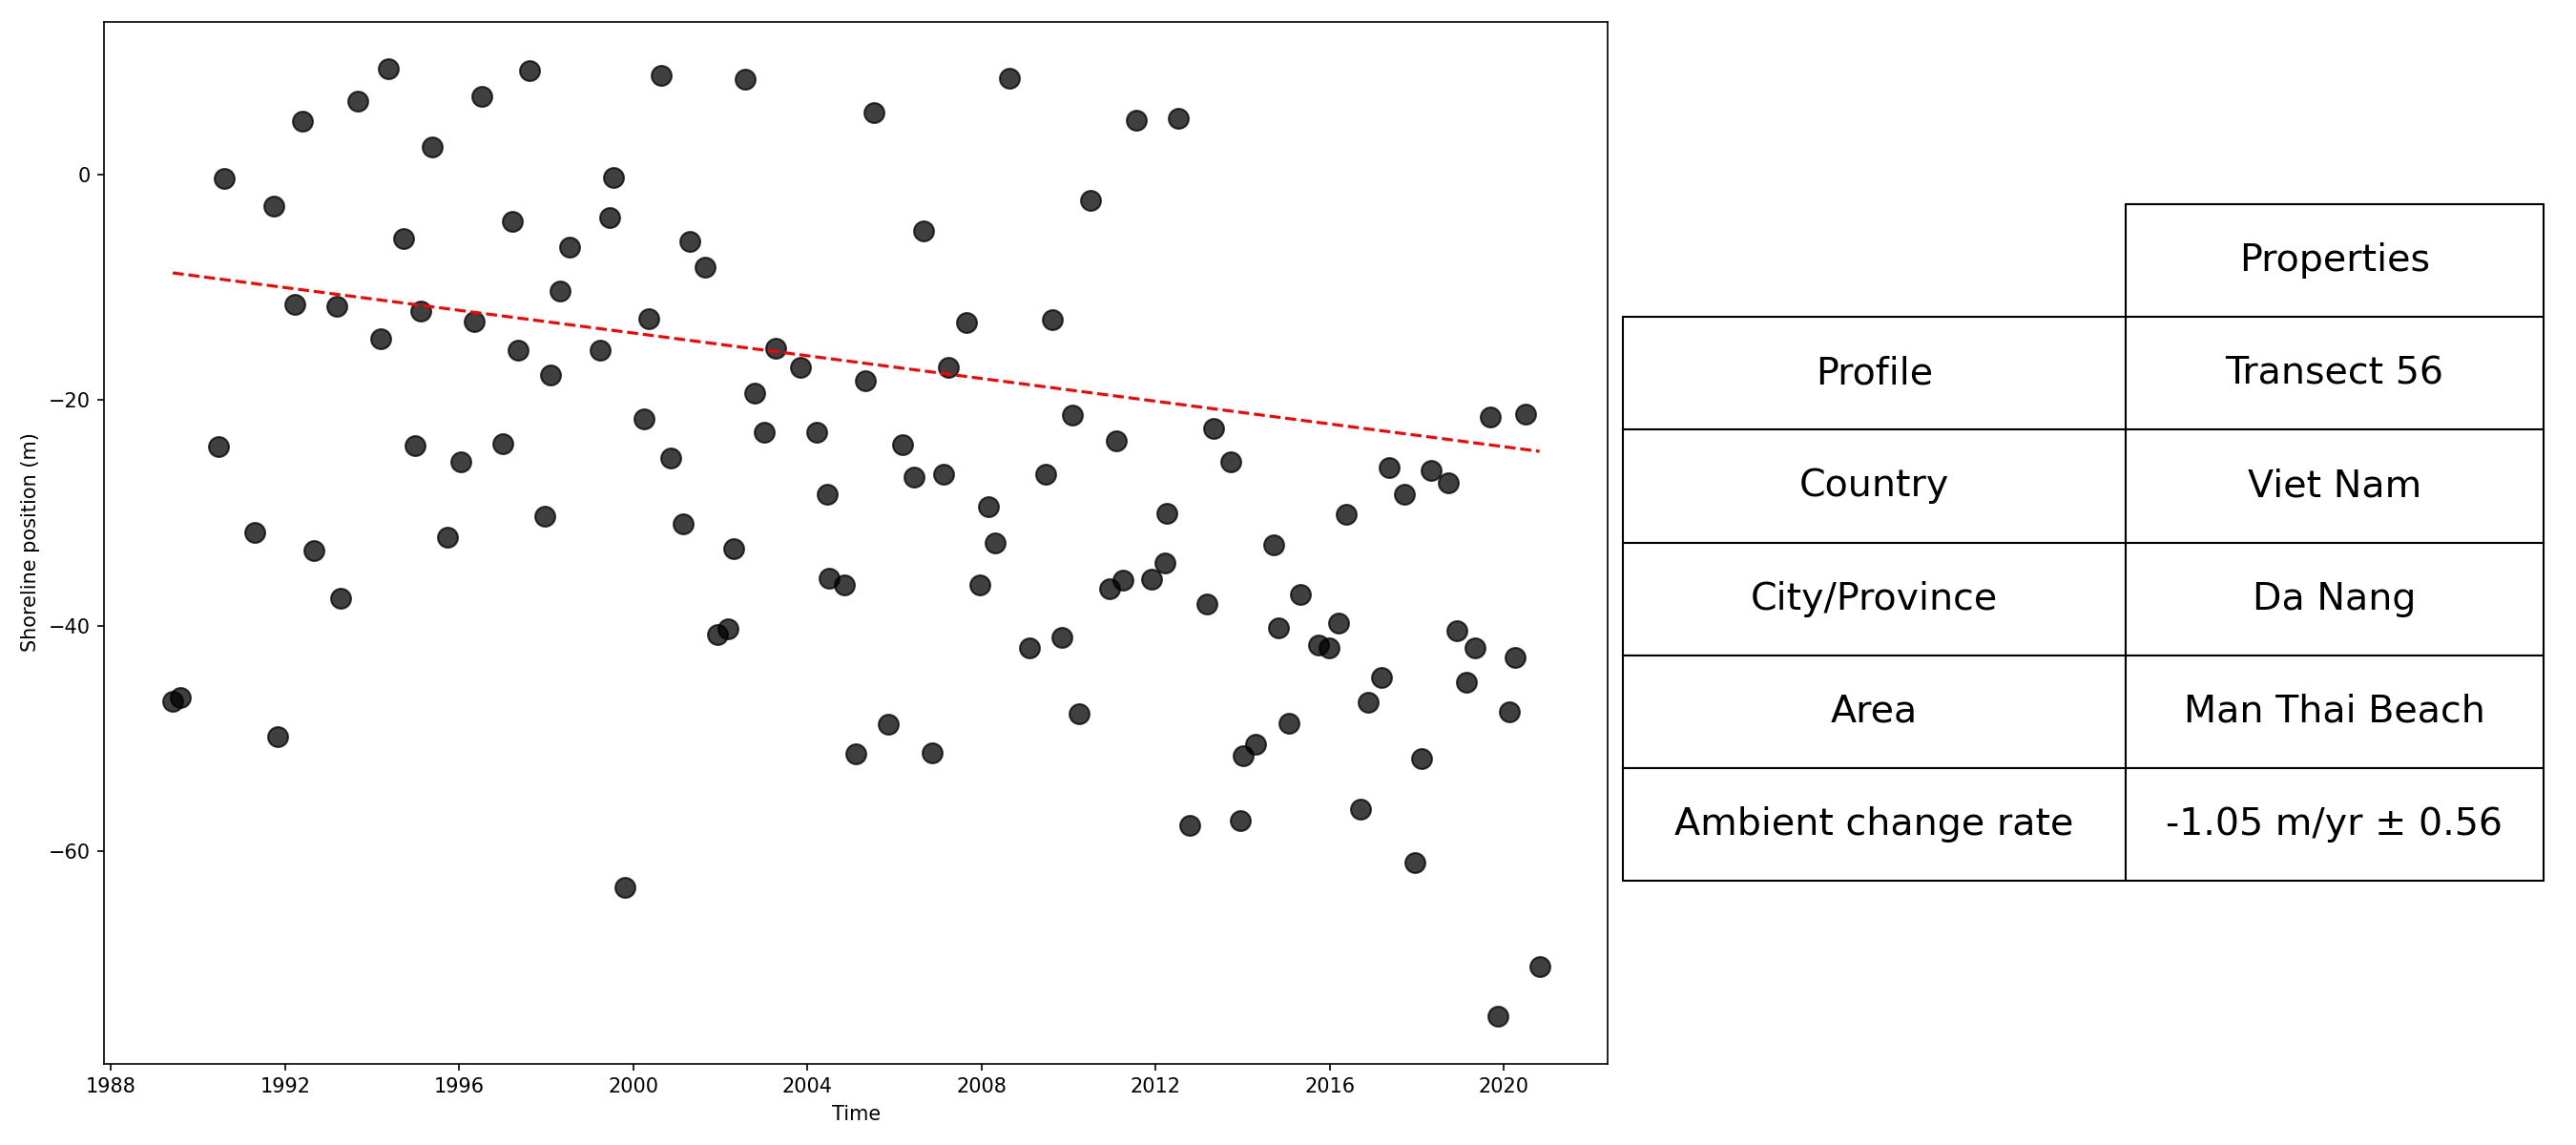 0
−20
−40
−60
Shoreline position (m)
1988 1992 1996 2000 2004 2008 2012 2016 2020
Time
Properties
Profile Transect 56
Country Viet Nam
City/Province Da Nang
Area Man Thai Beach
Ambient change rate -1.05 m/yr ± 0.56